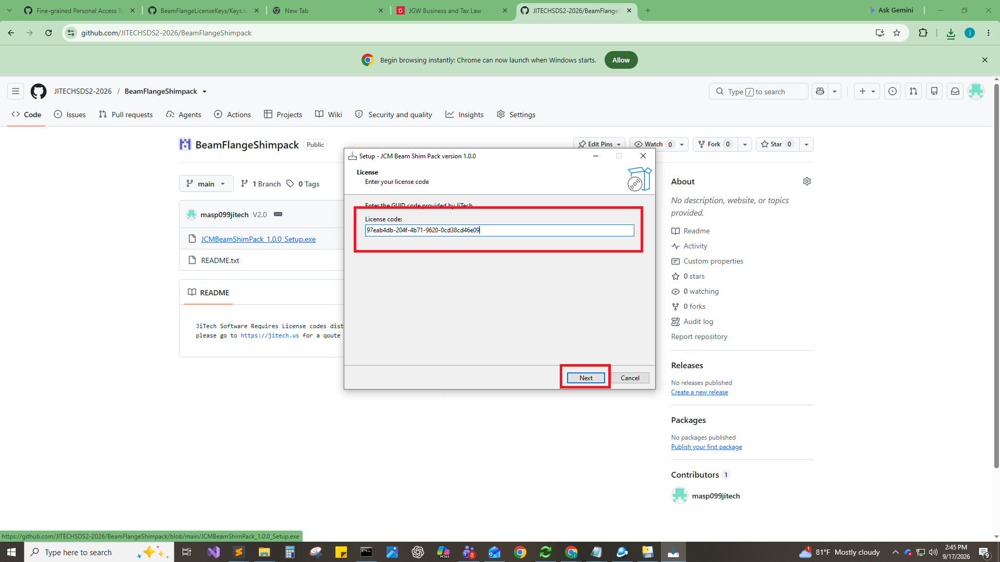 Fine-grained Personal Access To
BeamFlangeLicenseKeys/Keys.tx
New Tab
JGW Business and Tax Law
JITECHSDS2-2026/BeamFlangeS
Ask Gemini
github.com/JITECHSDS2-2026/BeamFlangeShimpack
j
Begin browsing instantly: Chrome can now launch when Windows starts.
Allow
JITECHSDS2-2026 / BeamFlangeShimpack
Type / to search
Code
Issues
Pull requests
Agents
Actions
Projects
Wiki
Security and quality
Insights
Settings
BeamFlangeShimpack
Public
Edit Pins
Watch 0
Fork 0
Star 0
main
1 Branch
0 Tags
masp099jitech V2.0
JCMBeamShimPack_1.0.0_Setup.exe
README.txt
README
JiTech Software Requires License codes dist
please go to https://jitech.us for a qoute
Setup - JCM Beam Shim Pack version 1.0.0
License
Enter your license code
Enter the GUID code provided by JiTech
License code:
97eab4db-204f-4b71-9620-0cd38cd46e09
Next
Cancel
About
No description, website, or topics
provided.
Readme
Activity
Custom properties
0 stars
0 watching
0 forks
Audit log
Report repository
Releases
No releases published
Create a new release
Packages
No packages published
Publish your first package
Contributors 1
masp099jitech
https://github.com/JITECHSDS2-2026/BeamFlangeShimpack/blob/main/JCMBeamShimPack_1.0.0_Setup.exe
Type here to search
M365
8
1
81°F Mostly cloudy
2:45 PM
9/17/2026
9